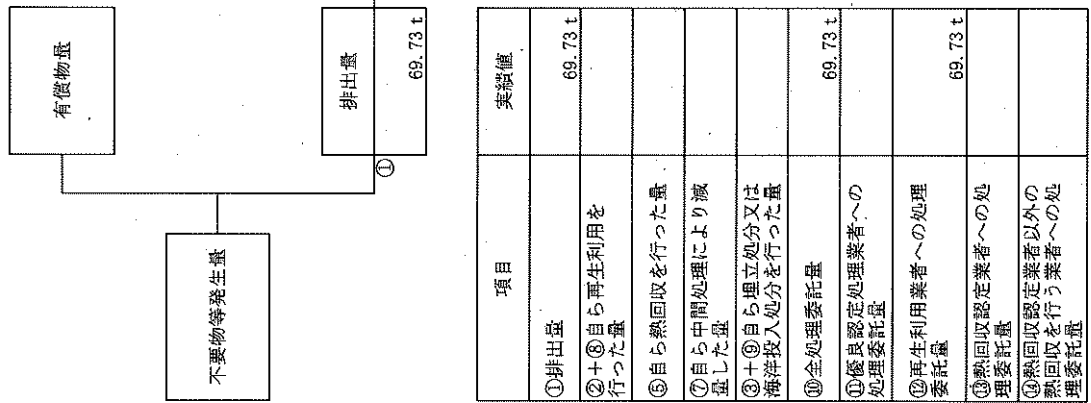 不要物等発生量
有償物量
排出量
①
69.73 t
項目
実績値
①排出量
69.73 t
②+⑧自ら再生利用を
行った量
⑤自ら熱回収を行った量
⑦自ら中間処理により減
量した量
③+⑨自ら埋立処分又は
海洋投入処分を行った量
⑩全処理委託量
69.73 t
⑪優良認定処理業者への
処理委託量
⑫再生利用業者への処理
委託量
69.73 t
⑬熱回収認定業者への処
理委託量
⑭熱回収認定業者以外の
熱回収を行う業者への処
理委託量